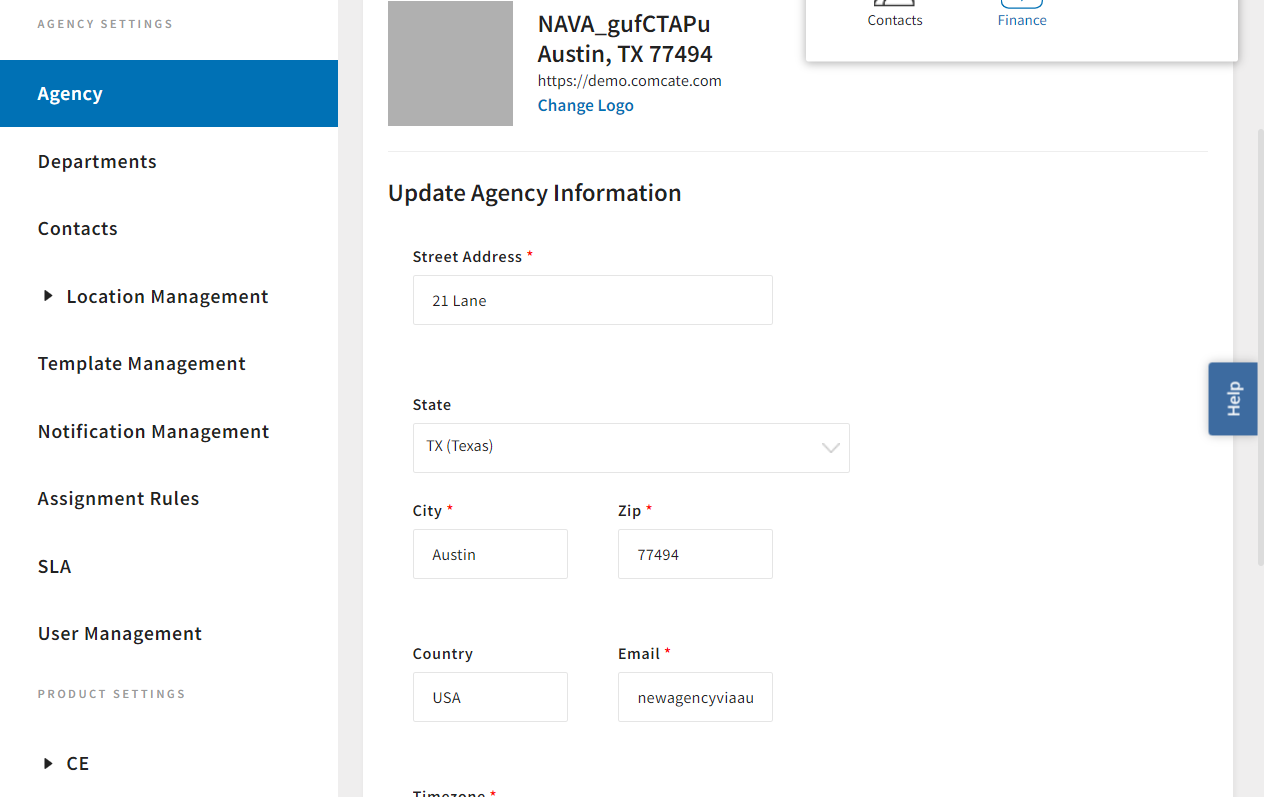 AGENCY SETTINGS
Agency
Departments
Contacts
Location Management
Template Management
Notification Management
Assignment Rules
SLA
User Management
PRODUCT SETTINGS
CE
NAVA_gufCTAPu
Austin, TX 77494
https://demo.comcate.com
Change Logo
Contacts
Finance
Update Agency Information
Street Address *
21 Lane
State
TX (Texas)
City *
Zip *
Austin
77494
Country
Email *
USA
newagencyviaau
Timezone *
Help